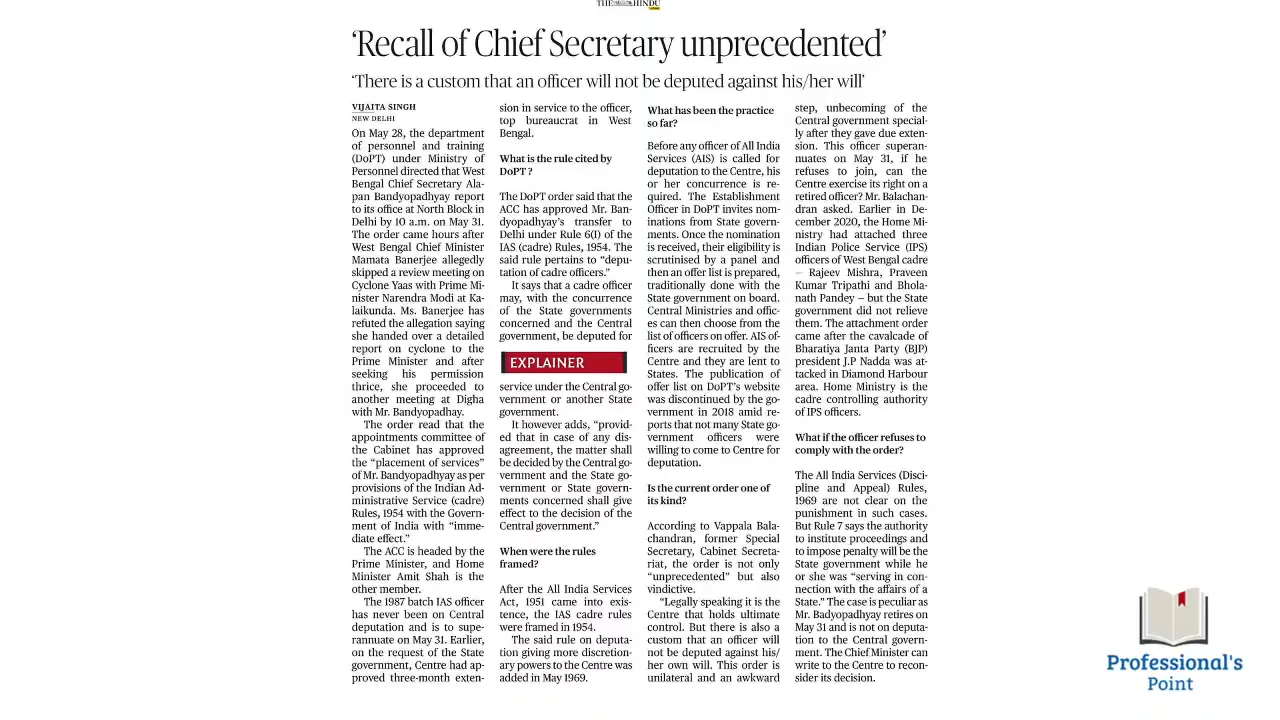 THE HINDU
‘Recall of Chief Secretary unprecedented’
‘There is a custom that an officer will not be deputed against his/her will’
VIJAITA SINGH
NEW DELHI
On May 28, the department
of personnel and training
(DoPT) under Ministry of
Personnel directed that West
Bengal Chief Secretary Ala-
pan Bandyopadhyay report
to its office at North Block in
Delhi by 10 a.m. on May 31.
The order came hours after
West Bengal Chief Minister
Mamata Banerjee allegedly
skipped a review meeting on
Cyclone Yaas with Prime Mi-
nister Narendra Modi at Ka-
laikunda. Ms. Banerjee has
refuted the allegation saying
she handed over a detailed
report on cyclone to the
Prime Minister and after
seeking his permission
thrice, she proceeded to
another meeting at Digha
with Mr. Bandyopadhay.
The order read that the
appointments committee of
the Cabinet has approved
the “placement of services”
of Mr. Bandyopadhyay as per
provisions of the Indian Ad-
ministrative Service (cadre)
Rules, 1954 with the Govern-
ment of India with “imme-
diate effect.”
The ACC is headed by the
Prime Minister, and Home
Minister Amit Shah is the
other member.
The 1987 batch IAS officer
has never been on Central
deputation and is to supe-
rannuate on May 31. Earlier,
on the request of the State
government, Centre had ap-
proved three-month exten-
sion in service to the officer,
top bureaucrat in West
Bengal.
What is the rule cited by
DoPT ?
The DoPT order said that the
ACC has approved Mr. Ban-
dyopadhyay’s transfer to
Delhi under Rule 6(I) of the
IAS (cadre) Rules, 1954. The
said rule pertains to “depu-
tation of cadre officers.”
It says that a cadre officer
may, with the concurrence
of the State governments
concerned and the Central
government, be deputed for
EXPLAINER
service under the Central go-
vernment or another State
government.
It however adds, “provid-
ed that in case of any dis-
agreement, the matter shall
be decided by the Central go-
vernment and the State go-
vernment or State govern-
ments concerned shall give
effect to the decision of the
Central government.”
When were the rules
framed?
After the All India Services
Act, 1951 came into exis-
tence, the IAS cadre rules
were framed in 1954.
The said rule on deputa-
tion giving more discretion-
ary powers to the Centre was
added in May 1969.
What has been the practice
so far?
Before any officer of All India
Services (AIS) is called for
deputation to the Centre, his
or her concurrence is re-
quired. The Establishment
Officer in DoPT invites nom-
inations from State govern-
ments. Once the nomination
is received, their eligibility is
scrutinised by a panel and
then an offer list is prepared,
traditionally done with the
State government on board.
Central Ministries and offic-
es can then choose from the
list of officers on offer. AIS of-
ficers are recruited by the
Centre and they are lent to
States. The publication of
offer list on DoPT’s website
was discontinued by the go-
vernment in 2018 amid re-
ports that not many State go-
vernment officers were
willing to come to Centre for
deputation.
Is the current order one of
its kind?
According to Vappala Bala-
chandran, former Special
Secretary, Cabinet Secreta-
riat, the order is not only
“unprecedented” but also
vindictive.
“Legally speaking it is the
Centre that holds ultimate
control. But there is also a
custom that an officer will
not be deputed against his/
her own will. This order is
unilateral and an awkward
step, unbecoming of the
Central government special-
ly after they gave due exten-
sion. This officer superan-
nuates on May 31, if he
refuses to join, can the
Centre exercise its right on a
retired officer? Mr. Balachan-
dran asked. Earlier in De-
cember 2020, the Home Mi-
nistry had attached three
Indian Police Service (IPS)
officers of West Bengal cadre
– Rajeev Mishra, Praveen
Kumar Tripathi and Bhola-
nath Pandey – but the State
government did not relieve
them. The attachment order
came after the cavalcade of
Bharatiya Janta Party (BJP)
president J.P Nadda was at-
tacked in Diamond Harbour
area. Home Ministry is the
cadre controlling authority
of IPS officers.
What if the officer refuses to
comply with the order?
The All India Services (Disci-
pline and Appeal) Rules,
1969 are not clear on the
punishment in such cases.
But Rule 7 says the authority
to institute proceedings and
to impose penalty will be the
State government while he
or she was “serving in con-
nection with the affairs of a
State.” The case is peculiar as
Mr. Badyopadhyay retires on
May 31 and is not on deputa-
tion to the Central govern-
ment. The Chief Minister can
write to the Centre to recon-
sider its decision.
Professional's
Point